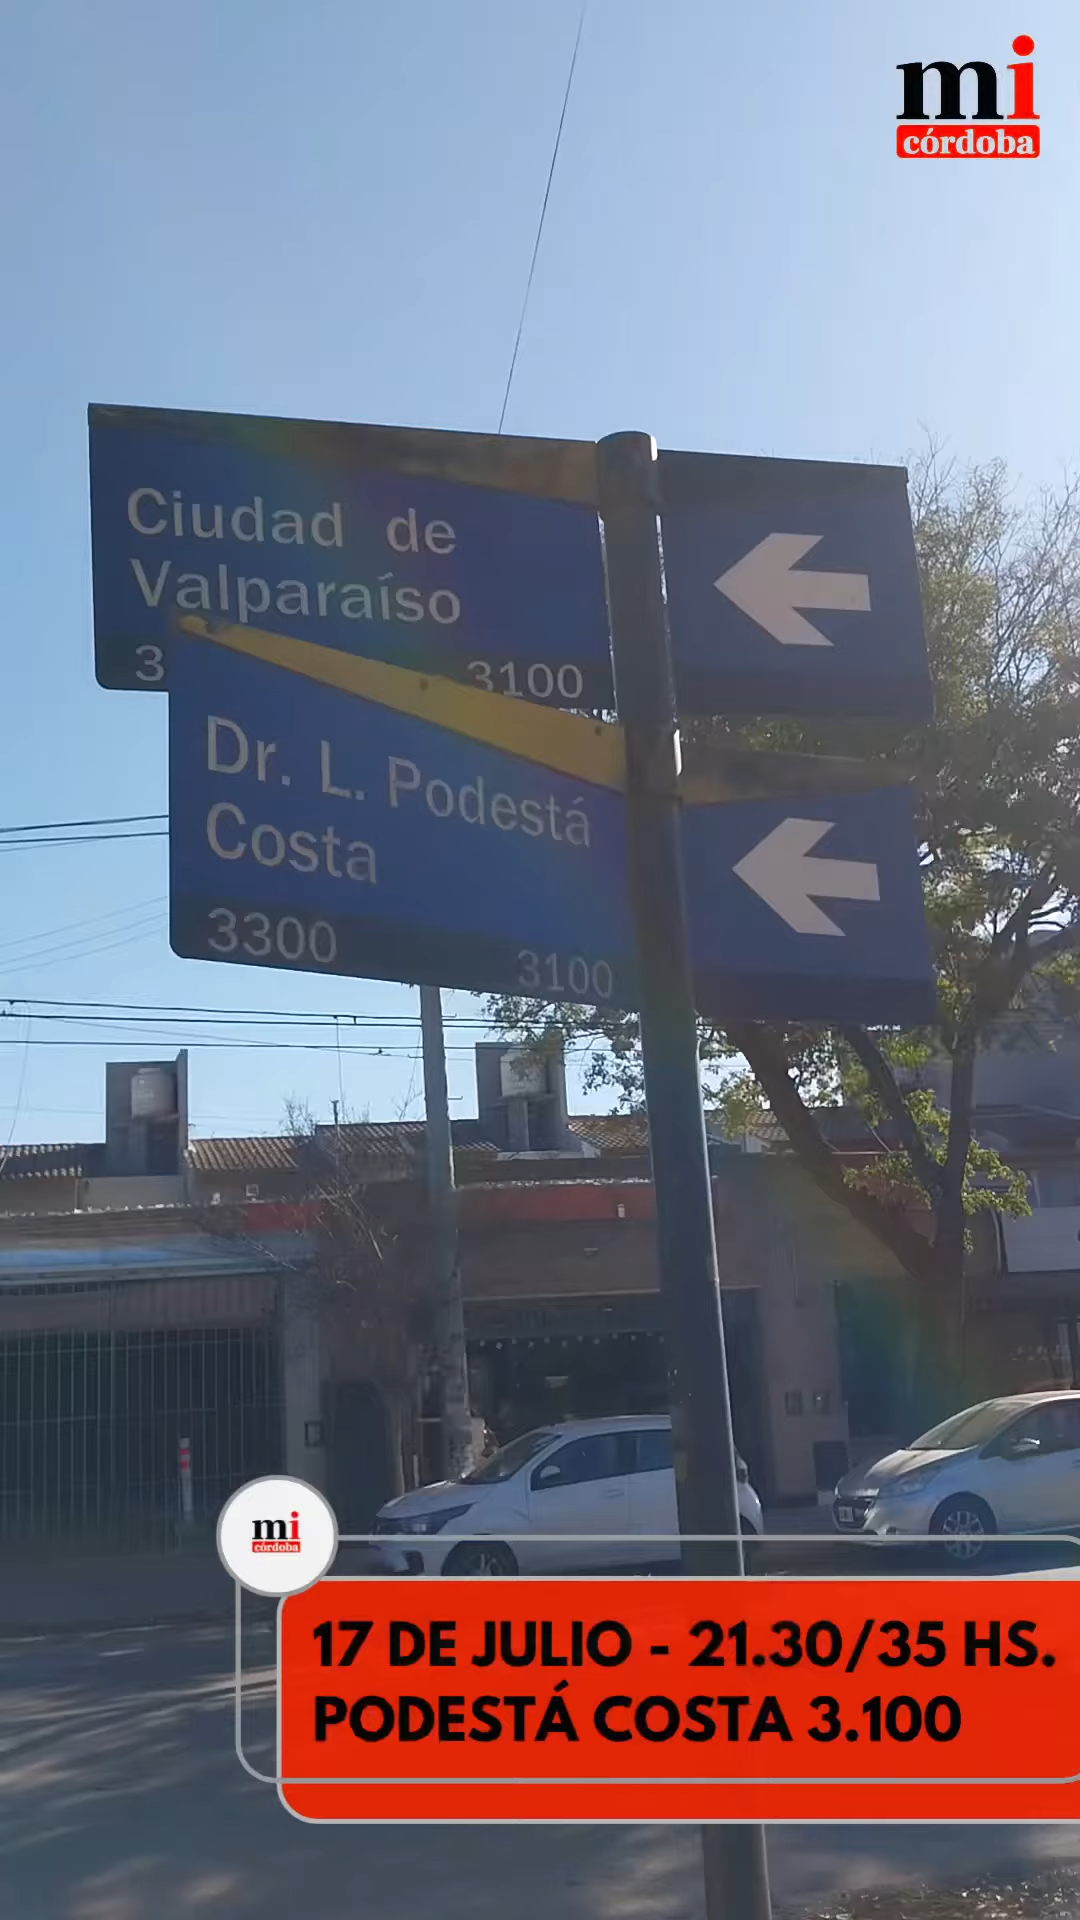 mi
córdoba
Ciudad de
Valparaíso
3 3100
Dr. L. Podestá
Costa
3300 3100
mi
córdoba
17 DE JULIO - 21.30/35 HS.
PODESTÁ COSTA 3.100